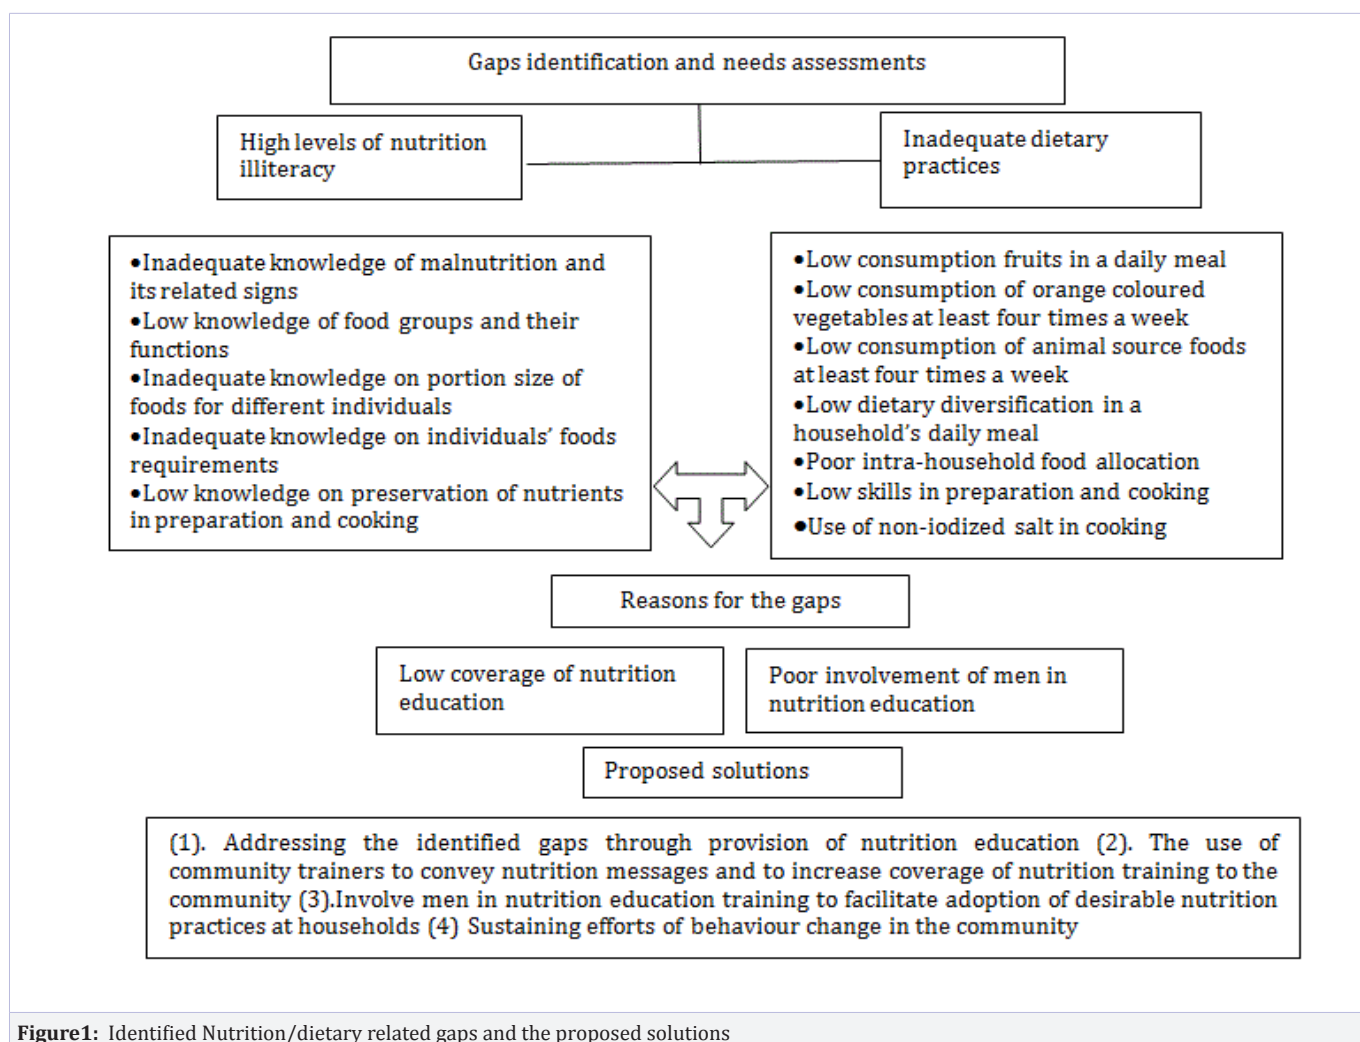 Gaps identification and needs assessments
High levels of nutrition
illiteracy
Inadequate dietary
practices
•Inadequate knowledge of malnutrition and
its related signs
•Low knowledge of food groups and their
functions
•Inadequate knowledge on portion size of
foods for different individuals
•Inadequate knowledge on individuals' foods
requirements
•Low knowledge on preservation of nutrients
in preparation and cooking
•Low consumption fruits in a daily meal
•Low consumption of orange coloured
vegetables at least four times a week
•Low consumption of animal source foods
at least four times a week
•Low dietary diversification in a
household's daily meal
•Poor intra-household food allocation
•Low skills in preparation and cooking
•Use of non-iodized salt in cooking
Reasons for the gaps
Low coverage of nutrition
education
Poor involvement of men in
nutrition education
Proposed solutions
(1). Addressing the identified gaps through provision of nutrition education (2). The use of
community trainers to convey nutrition messages and to increase coverage of nutrition training to the
community (3).Involve men in nutrition education training to facilitate adoption of desirable nutrition
practices at households (4) Sustaining efforts of behaviour change in the community
Figure1: Identified Nutrition/dietary related gaps and the proposed solutions